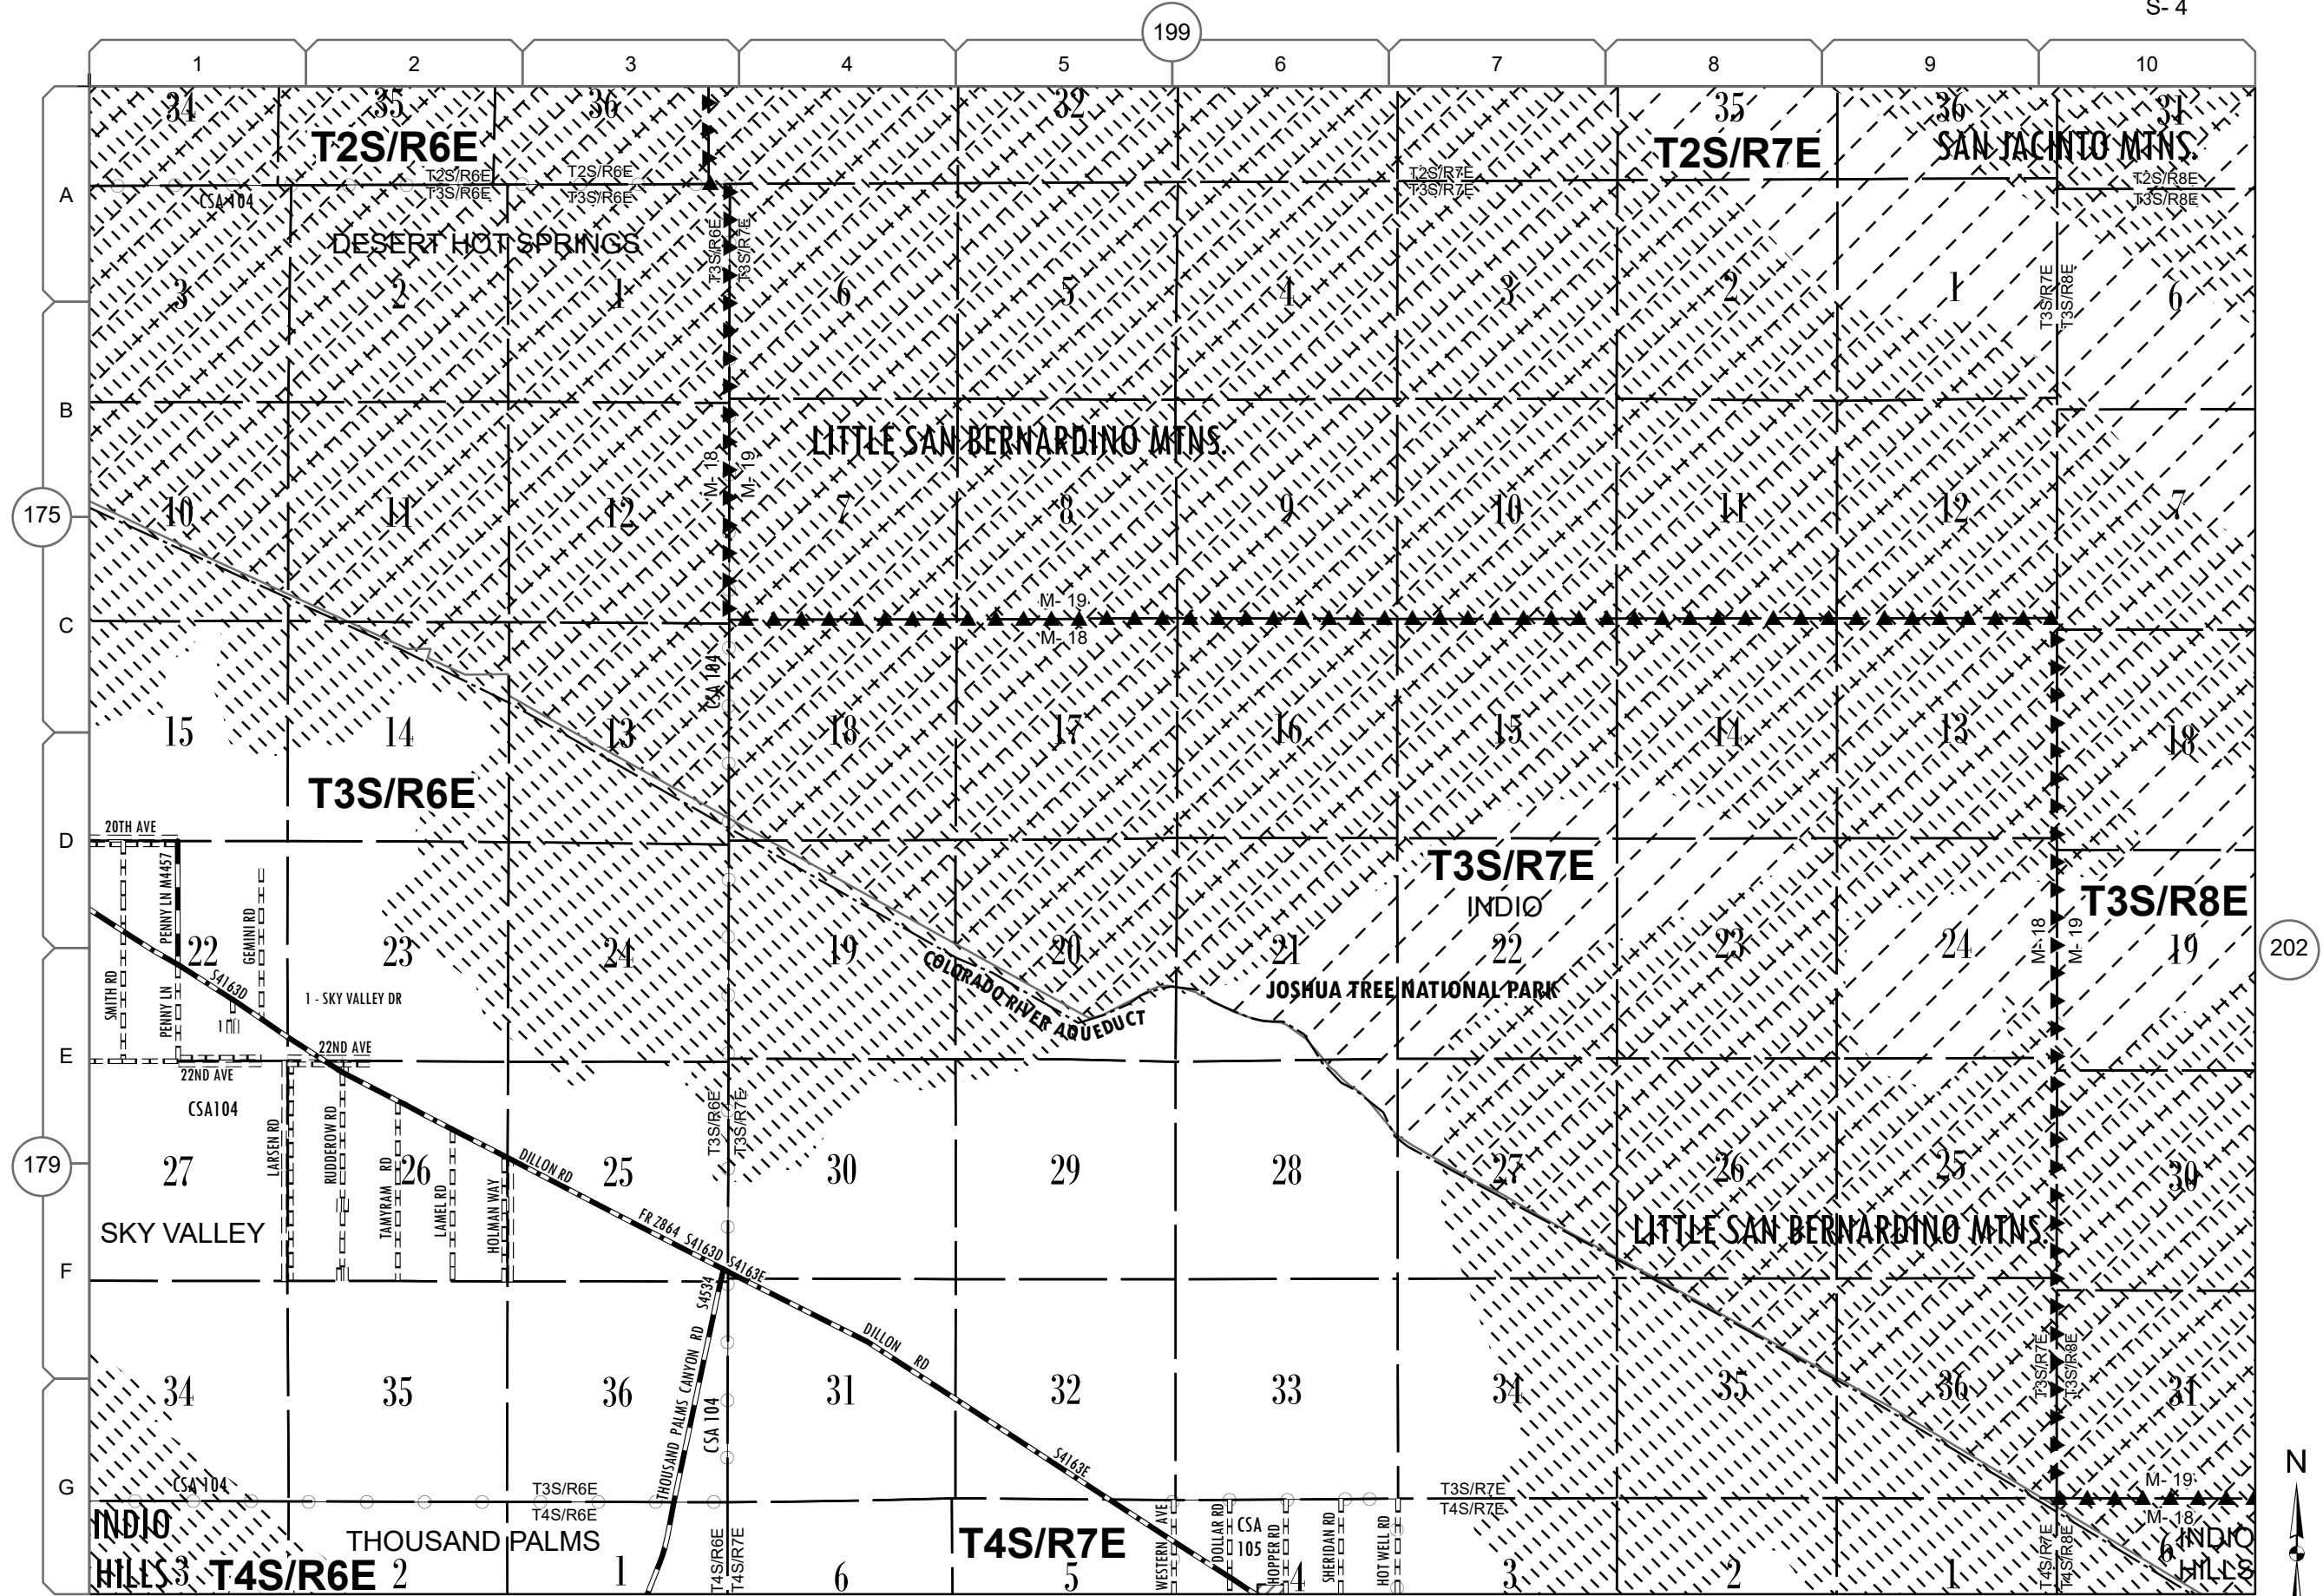 S- 4
199
1 2 3 4 5 6 7 8 9 10
34 35 36 32 35 36 31
T2S/R6E T2S/R7E SAN JACINTO MTNS.
T2S/R6E T2S/R6E T2S/R7E T2S/R8E
A
T3S/R6E T3S/R6E T3S/R7E T3S/R8E
CSA 104
DESERT HOT SPRINGS
T3S/R6E T3S/R7E
T3S/R7E T3S/R8E
3 2 1 6 5 4 3 2 1 6
B
LITTLE SAN BERNARDINO MTNS.
M- 18 M- 19
175
10 11 12 7 8 9 10 11 12 7
M- 19
C
M- 18
CSA 104
15 14 13 18 17 16 15 14 13 18
T3S/R6E
20TH AVE
D
PENNY LN M4457
T3S/R7E
INDIO
T3S/R8E
GEMINI RD
22 23 24 19 20 21 22 23 24 19
M- 18 M- 19
202
S4163D
SMITH RD
PENNY LN
1
1 - SKY VALLEY DR
COLORADO RIVER AQUEDUCT
JOSHUA TREE NATIONAL PARK
22ND AVE
E
22ND AVE
CSA104
T3S/R6E T3S/R7E
LARSEN RD
RUDDEROW RD
TAMYRAM RD
LAMEL RD
HOLMAN WAY
DILLON RD
179
27 26 25 30 29 28 27 26 25 30
SKY VALLEY
FR Z864 S4163D S4163E
LITTLE SAN BERNARDINO MTNS.
F
S4534
THOUSAND PALMS CANYON RD
DILLON RD
T3S/R7E T3S/R8E
34 35 36 31 32 33 34 35 36 31
CSA 104
S4163E
CSA 104
G
T3S/R6E T3S/R7E M- 19
T4S/R6E T4S/R7E M- 18
N
INDIO
HILLS
THOUSAND PALMS
T4S/R6E
T4S/R6E T4S/R7E
T4S/R7E
WESTERN AVE
DOLLAR RD
CSA
105
HOPPER RD
SHERIDAN RD
HOT WELL RD
T4S/R7E T4S/R8E
INDIO
HILLS
3 2 1 6 5 4 3 2 1 6